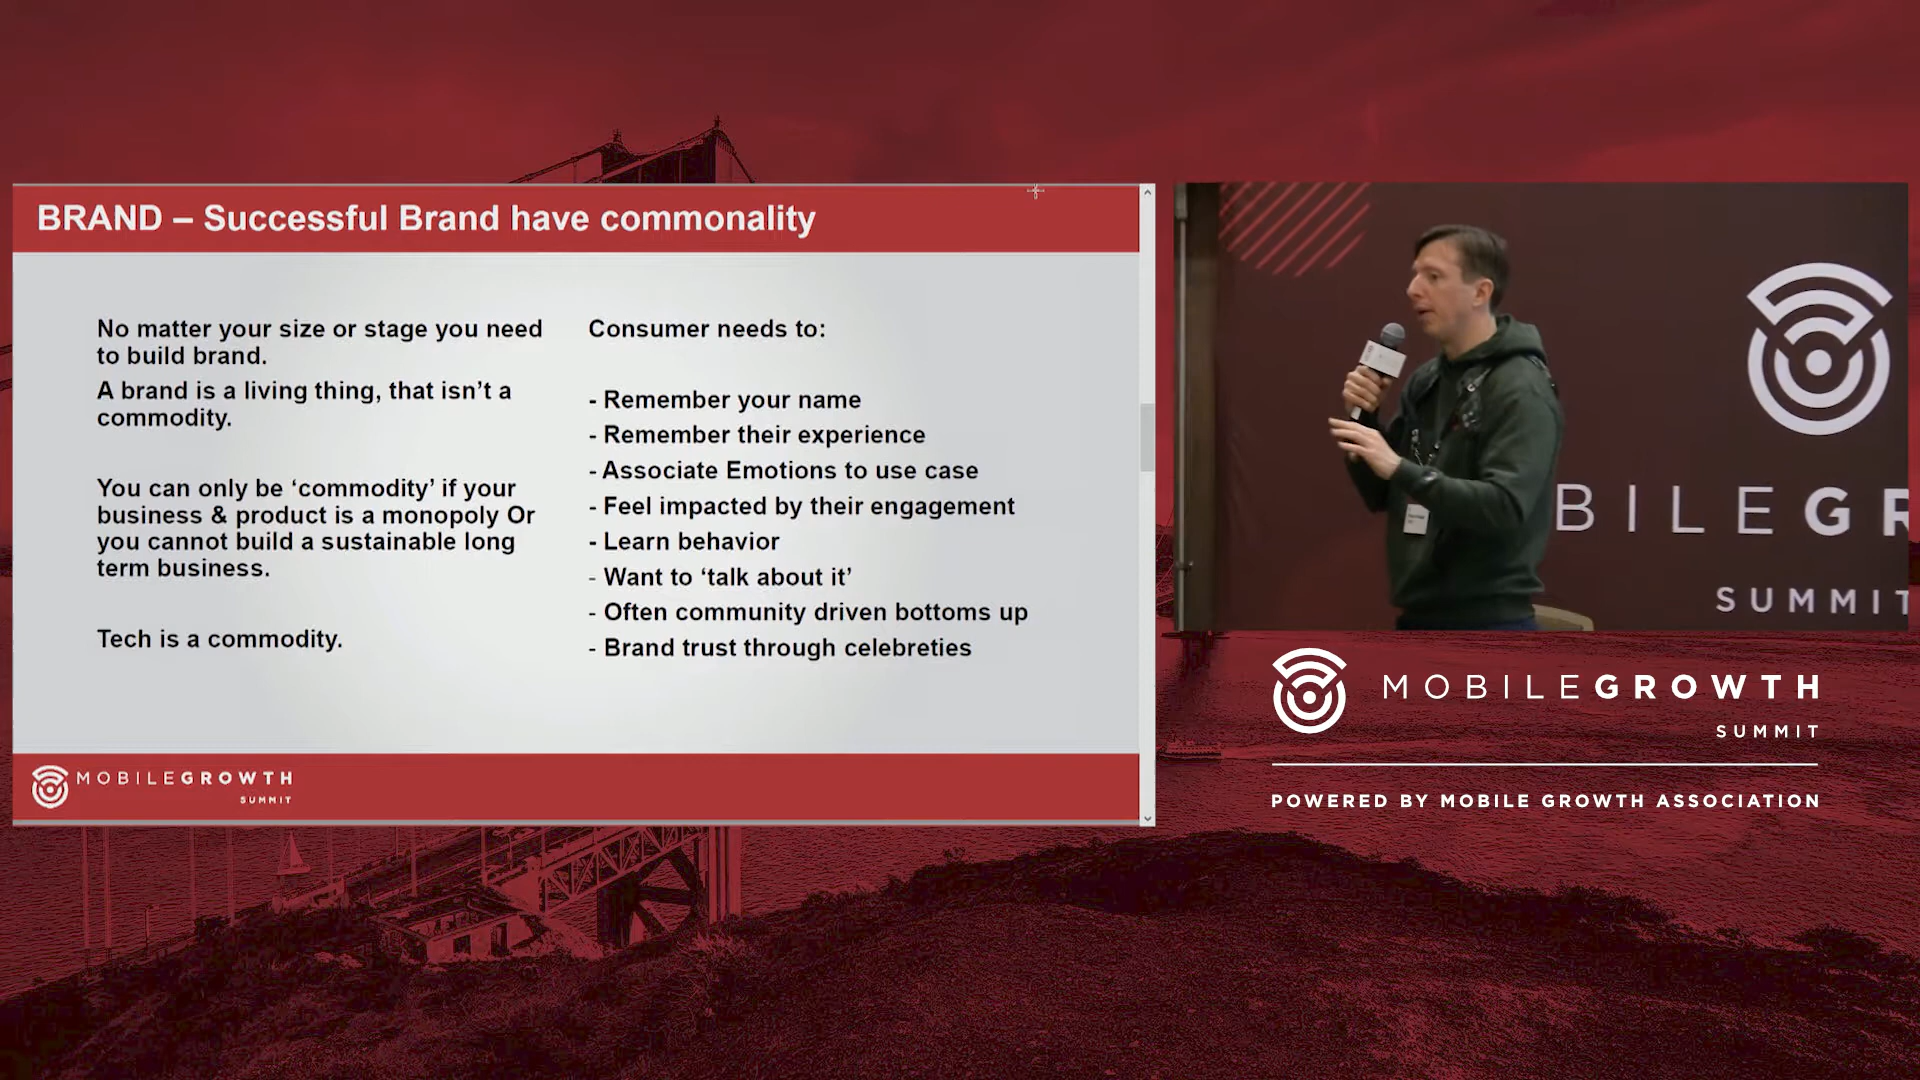 BRAND – Successful Brand have commonality
No matter your size or stage you need
to build brand.
A brand is a living thing, that isn't a
commodity.
You can only be ‘commodity’ if your
business & product is a monopoly Or
you cannot build a sustainable long
term business.
Tech is a commodity.
Consumer needs to:
- Remember your name
- Remember their experience
- Associate Emotions to use case
- Feel impacted by their engagement
- Learn behavior
- Want to ‘talk about it’
- Often community driven bottoms up
- Brand trust through celebreties
MOBILEGROWTH
SUMMIT
BILEGR
SUMMIT
MOBILEGROWTH
SUMMIT
POWERED BY MOBILE GROWTH ASSOCIATION